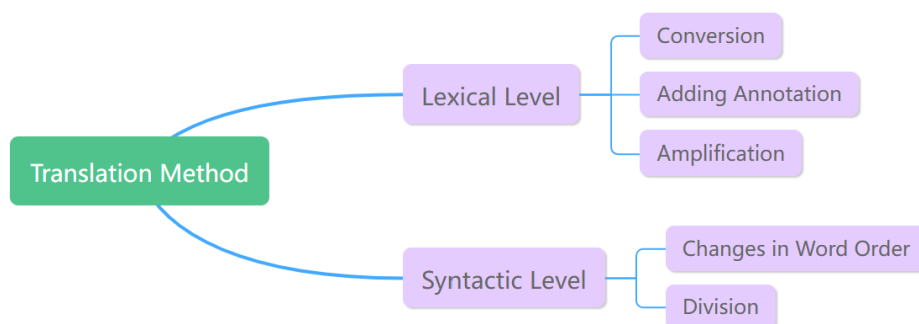 Translation Method
Lexical Level
Conversion
Adding Annotation
Amplification
Syntactic Level
Changes in Word Order
Division